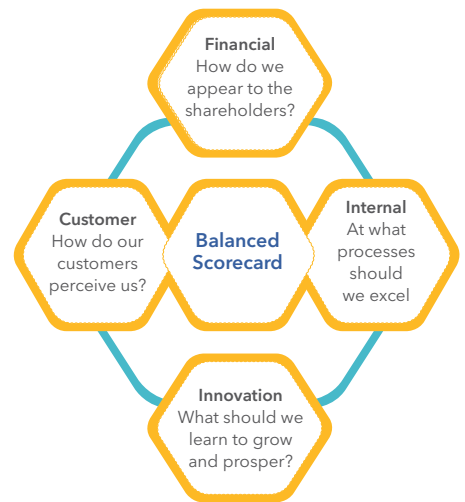 Financial
How do we
appear to the
shareholders?
Customer
How do our
customers
perceive us?
Balanced
Scorecard
Internal
At what
processes
should
we excel
Innovation
What should we
learn to grow
and prosper?